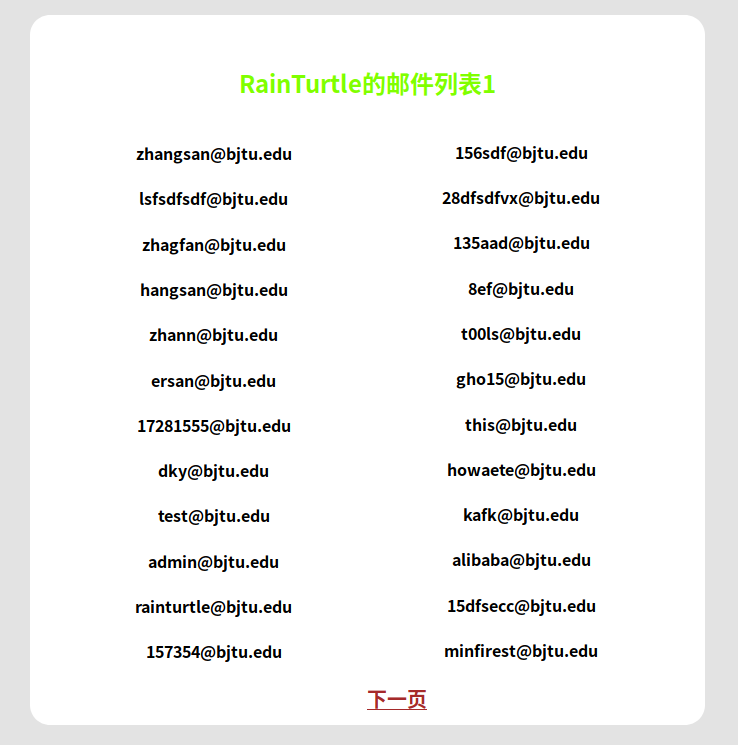 RainTurtle的邮件列表1
zhangsan@bjtu.edu
156sdf@bjtu.edu
lsfsdfsdf@bjtu.edu
28dfsdfvx@bjtu.edu
zhagfan@bjtu.edu
135aad@bjtu.edu
hangsan@bjtu.edu
8ef@bjtu.edu
zhann@bjtu.edu
t00ls@bjtu.edu
ersan@bjtu.edu
gho15@bjtu.edu
17281555@bjtu.edu
this@bjtu.edu
dky@bjtu.edu
howaete@bjtu.edu
test@bjtu.edu
kafk@bjtu.edu
admin@bjtu.edu
alibaba@bjtu.edu
rainturtle@bjtu.edu
15dfsecc@bjtu.edu
157354@bjtu.edu
minfirest@bjtu.edu
下一页